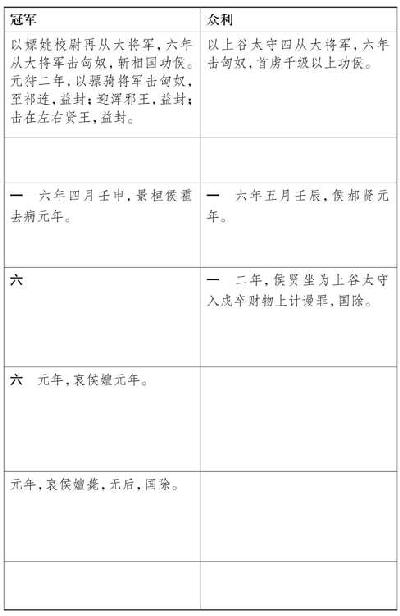 冠军
以嫖姚校尉再从大将军，六年
从大将军击匈奴，斩相国功侯。
元狩二年，以骠骑将军击匈奴，
至祁连，益封；迎浑邪王，益封；
击左右贤王，益封。
众利
以上谷太守四从大将军，六年
击匈奴，首虏千级以上功侯。
一　六年四月壬申，景桓侯霍
去病元年。
一　六年五月壬辰，侯郝贤元
年。
六
一　二年，侯贤坐为上谷太守
入戍卒财物上计谩罪，国除。
六　元年，哀侯嬗元年。
元年，哀侯嬗薨，无后，国除。